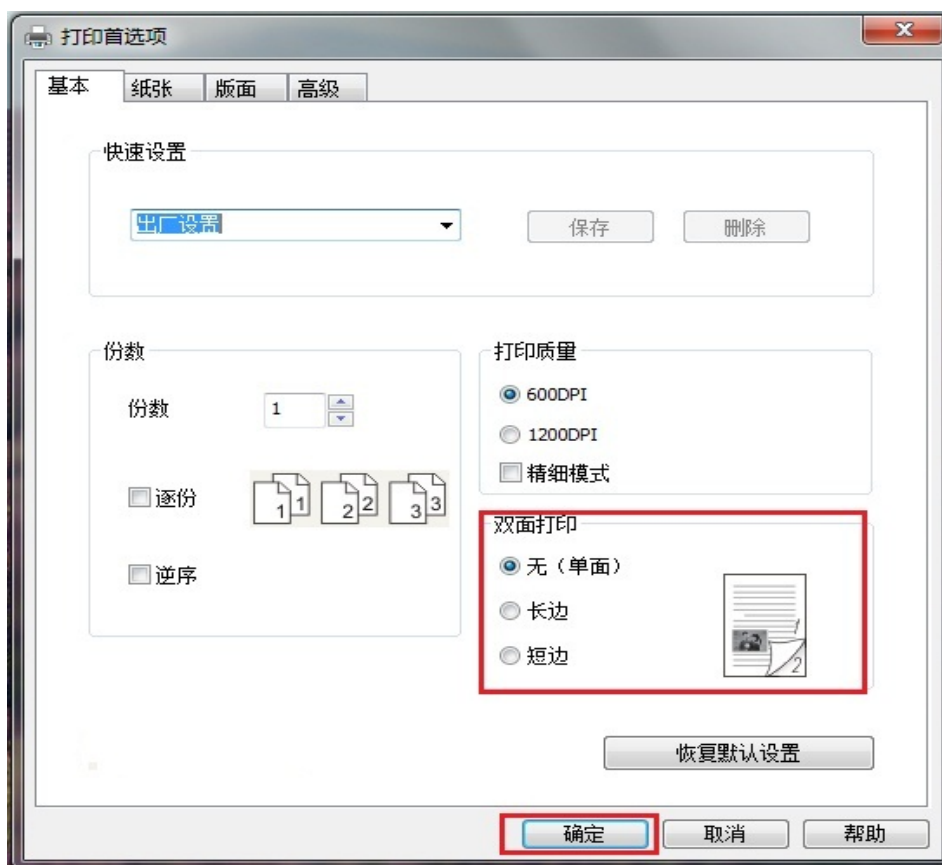 打印首选项
基本 纸张 版面 高级
快速设置
出厂设置 保存 删除
份数
份数 1
逐份 1 1 2 2 3 3
逆序
打印质量
600DPI
1200DPI
精细模式
双面打印
无（单面）
长边
短边
1
2
恢复默认设置
确定 取消 帮助